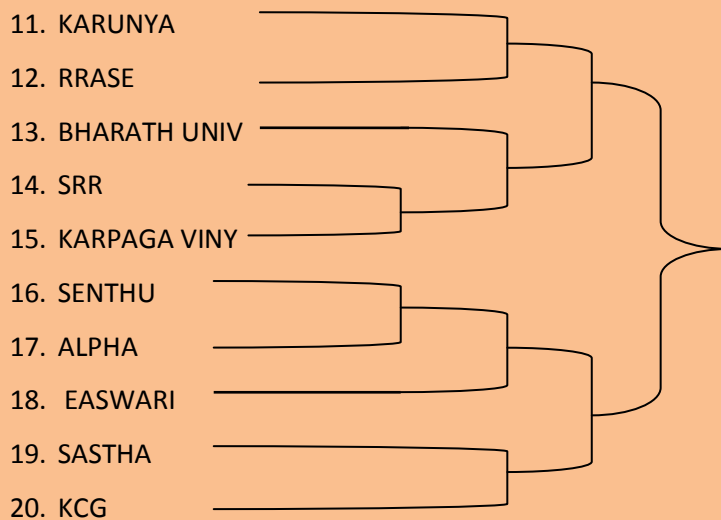 11. KARUNYA
12. RRASE
13. BHARATH UNIV
14. SRR
15. KARPAGA VINY
16. SENTHU
17. ALPHA
18. EASWARI
19. SASTHA
20. KCG